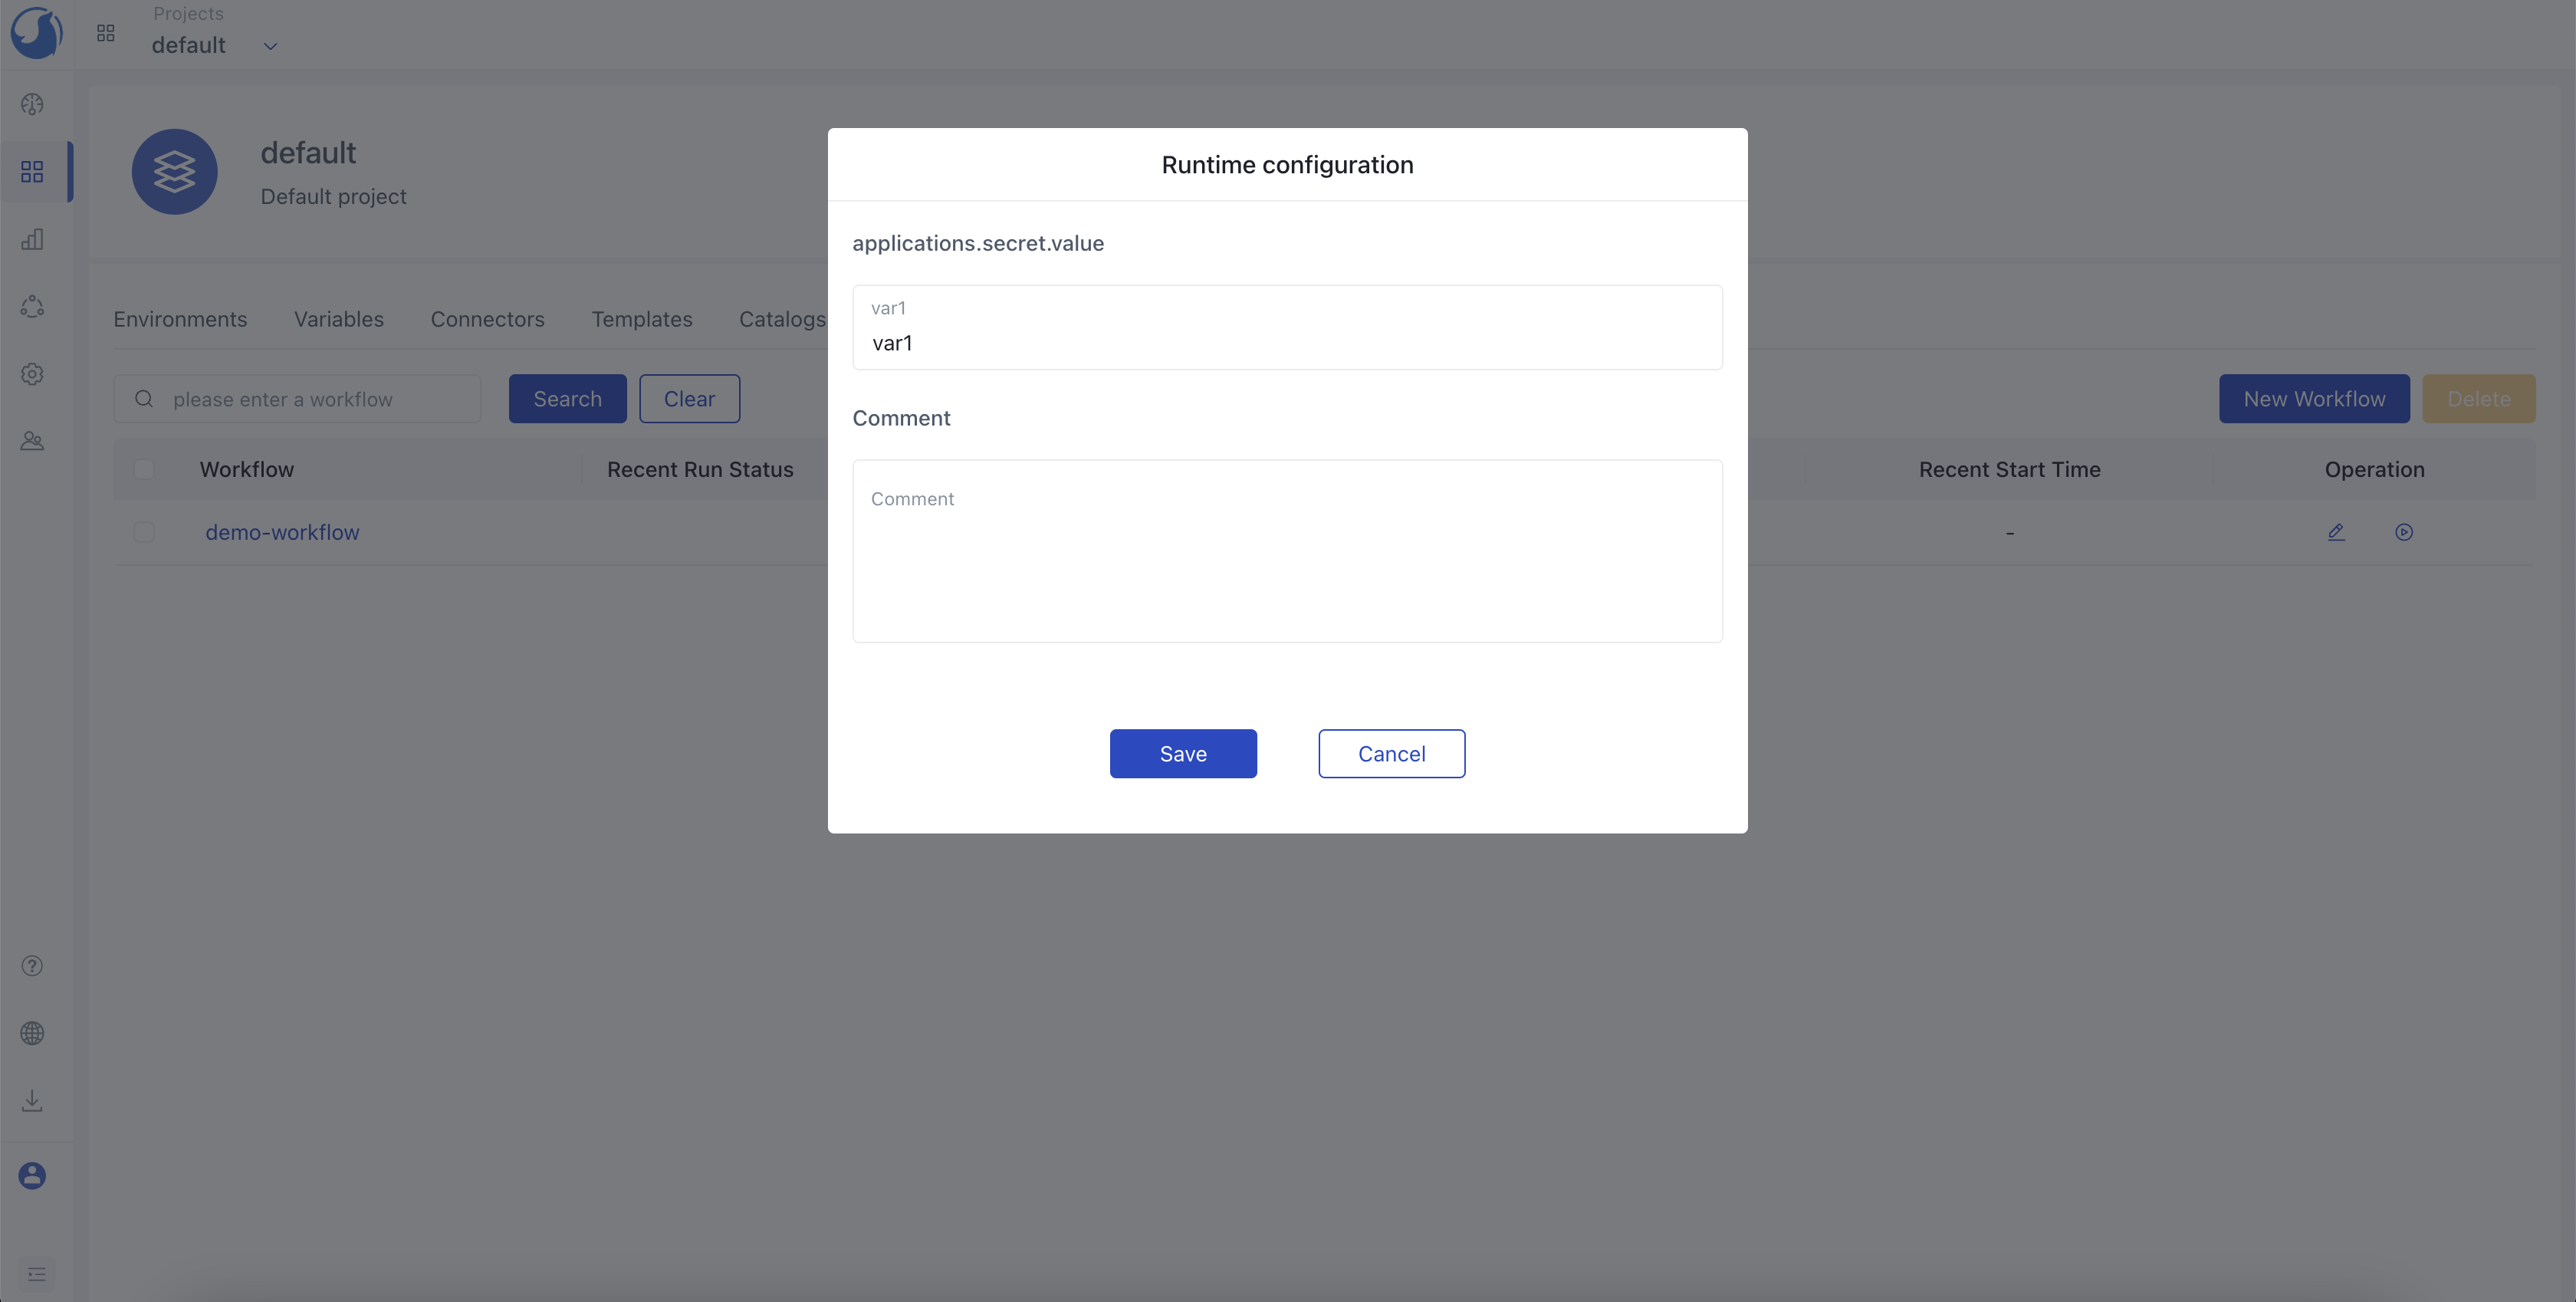 Projects
default
default
Default project
Environments Variables Connectors Templates Catalogs
please enter a workflow Search Clear New Workflow Delete
Workflow Recent Run Status Recent Start Time Operation
demo-workflow -
Runtime configuration
applications.secret.value
var1
var1
Comment
Comment
Save Cancel